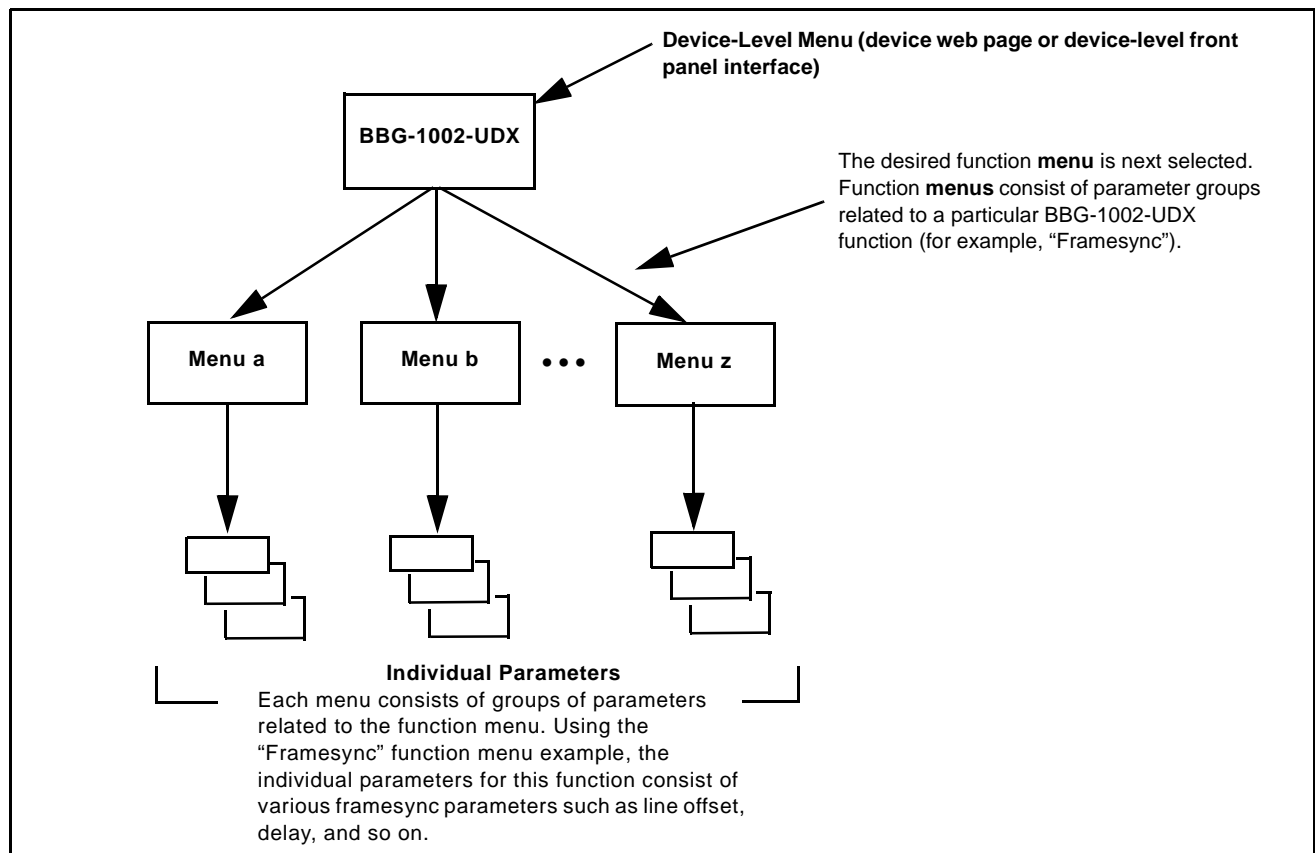 Device-Level Menu (device web page or device-level front
panel interface)
BBG-1002-UDX
The desired function menu is next selected.
Function menus consist of parameter groups
related to a particular BBG-1002-UDX
function (for example, “Framesync”).
Menu a
Menu b
•••
Menu z
Individual Parameters
Each menu consists of groups of parameters
related to the function menu. Using the
“Framesync” function menu example, the
individual parameters for this function consist of
various framesync parameters such as line offset,
delay, and so on.